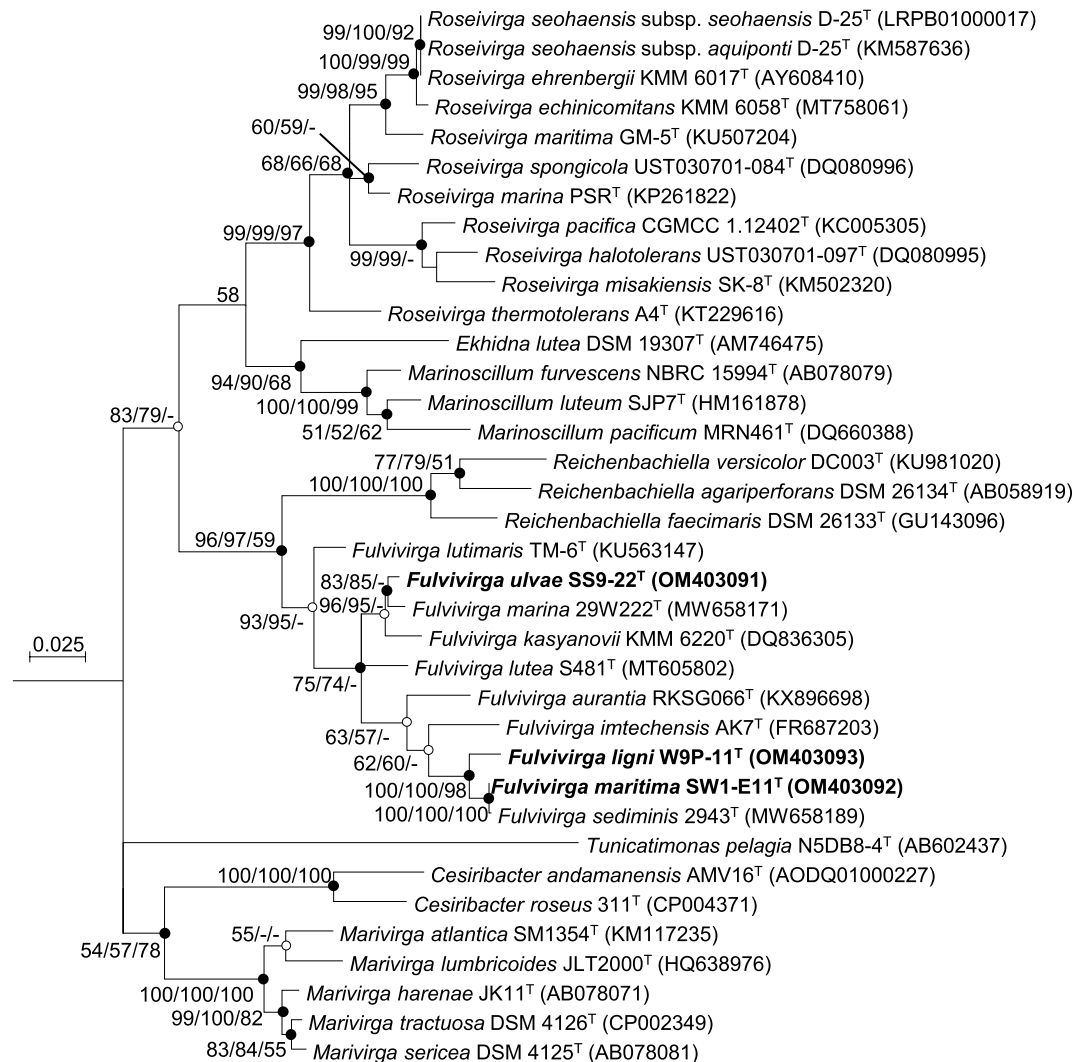 Roseivirga seohaensis subsp. seohaensis D-25ᵀ (LRPB01000017)
99/100/92
Roseivirga seohaensis subsp. aquiponti D-25ᵀ (KM587636)
100/99/99
Roseivirga ehrenbergii KMM 6017ᵀ (AY608410)
99/98/95
Roseivirga echinicomitans KMM 6058ᵀ (MT758061)
60/59/-
Roseivirga maritima GM-5ᵀ (KU507204)
68/66/68
Roseivirga spongicola UST030701-084ᵀ (DQ080996)
Roseivirga marina PSRᵀ (KP261822)
Roseivirga pacifica CGMCC 1.12402ᵀ (KC005305)
99/99/97
99/99/-
Roseivirga halotolerans UST030701-097ᵀ (DQ080995)
Roseivirga misakiensis SK-8ᵀ (KM502320)
58
Roseivirga thermotolerans A4ᵀ (KT229616)
Ekhidna lutea DSM 19307ᵀ (AM746475)
94/90/68
Marinoscillum furvescens NBRC 15994ᵀ (AB078079)
100/100/99
Marinoscillum luteum SJP7ᵀ (HM161878)
83/79/-
51/52/62
Marinoscillum pacificum MRN461ᵀ (DQ660388)
77/79/51
Reichenbachiella versicolor DC003ᵀ (KU981020)
100/100/100
Reichenbachiella agariperforans DSM 26134ᵀ (AB058919)
Reichenbachiella faecimaris DSM 26133ᵀ (GU143096)
96/97/59
Fulvivirga lutimaris TM-6ᵀ (KU563147)
83/85/-
Fulvivirga ulvae SS9-22ᵀ (OM403091)
96/95/-
Fulvivirga marina 29W222ᵀ (MW658171)
93/95/-
Fulvivirga kasyanovii KMM 6220ᵀ (DQ836305)
0.025
Fulvivirga lutea S481ᵀ (MT605802)
75/74/-
Fulvivirga aurantia RKSG066ᵀ (KX896698)
Fulvivirga imtechensis AK7ᵀ (FR687203)
63/57/-
62/60/-
Fulvivirga ligni W9P-11ᵀ (OM403093)
100/100/98
Fulvivirga maritima SW1-E11ᵀ (OM403092)
100/100/100
Fulvivirga sediminis 2943ᵀ (MW658189)
Tunicatimonas pelagia N5DB8-4ᵀ (AB602437)
100/100/100
Cesiribacter andamanensis AMV16ᵀ (AODQ01000227)
Cesiribacter roseus 311ᵀ (CP004371)
55/-/-
Marivirga atlantica SM1354ᵀ (KM117235)
54/57/78
Marivirga lumbricoides JLT2000ᵀ (HQ638976)
100/100/100
Marivirga harenae JK11ᵀ (AB078071)
99/100/82
Marivirga tractuosa DSM 4126ᵀ (CP002349)
83/84/55
Marivirga sericea DSM 4125ᵀ (AB078081)